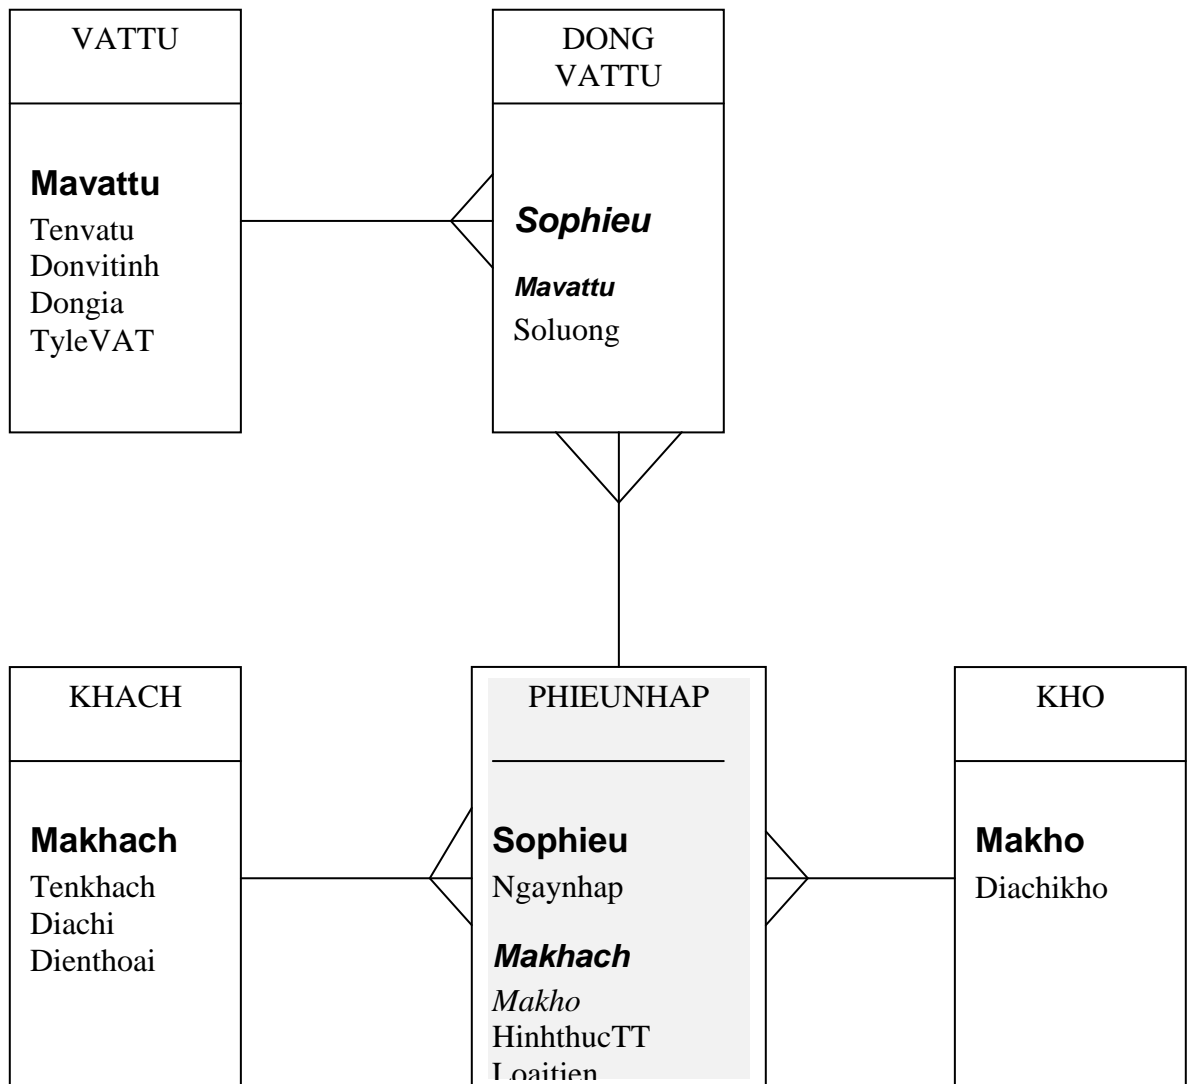 VATTU
Mavattu
Tenvatu
Donvitinh
Dongia
TyleVAT
DONG
VATTU
Sophieu
Mavattu
Soluong
KHACH
Makhach
Tenkhach
Diachi
Dienthoai
PHIEUNHAP
Sophieu
Ngaynhap
Makhach
Makho
HinhthucTT
Loaitien
KHO
Makho
Diachikho